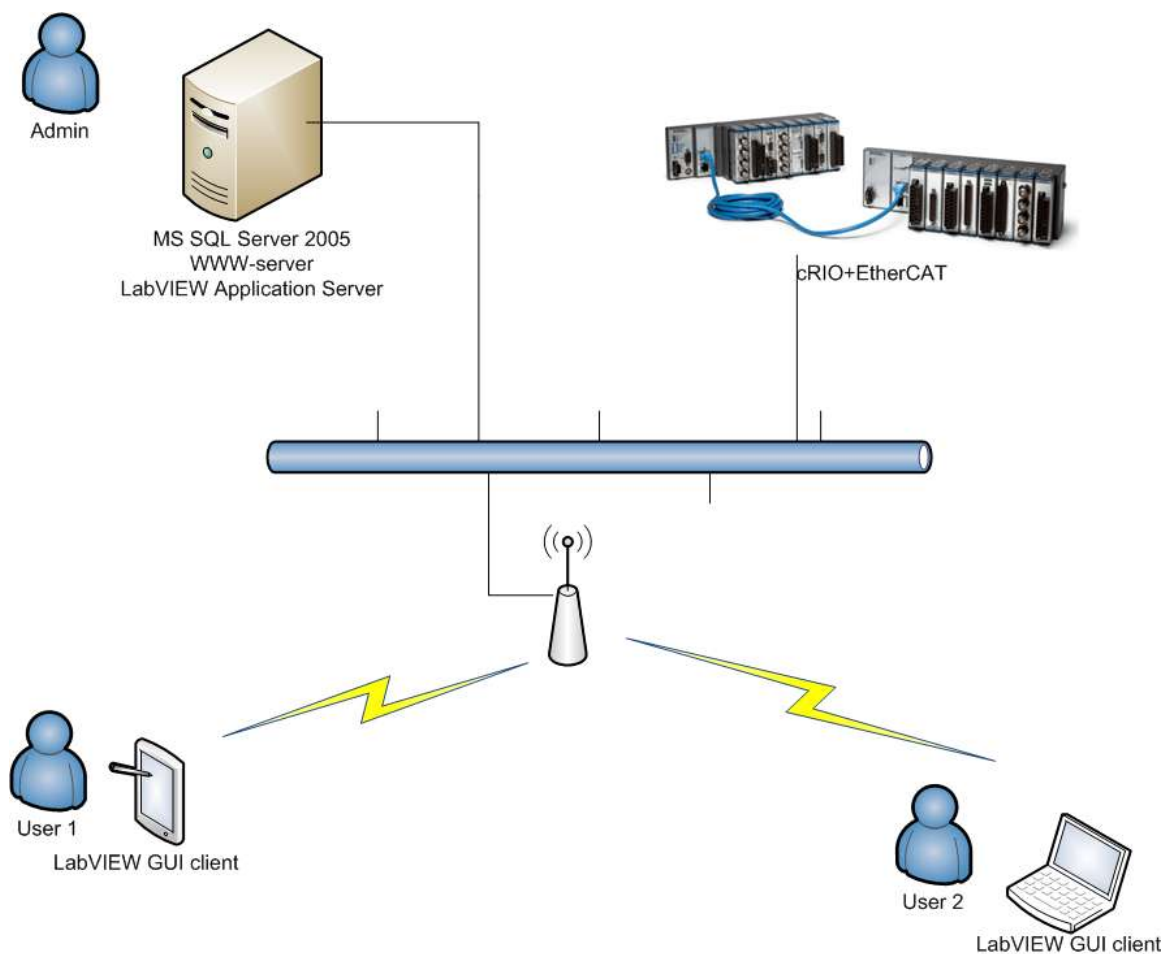 Admin
MS SQL Server 2005
WWW-server
LabVIEW Application Server
cRIO+EtherCAT
User 1
LabVIEW GUI client
User 2
LabVIEW GUI client